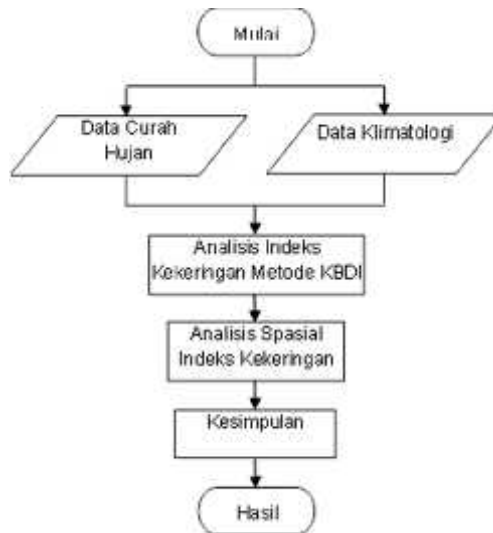 Mulai
Data Curah
Hujan
Data Klimatologi
Analisis Indeks
Kekeringan Metode KBDI
Analisis Spasial
Indeks Kekeringan
Kesimpulan
Hasil